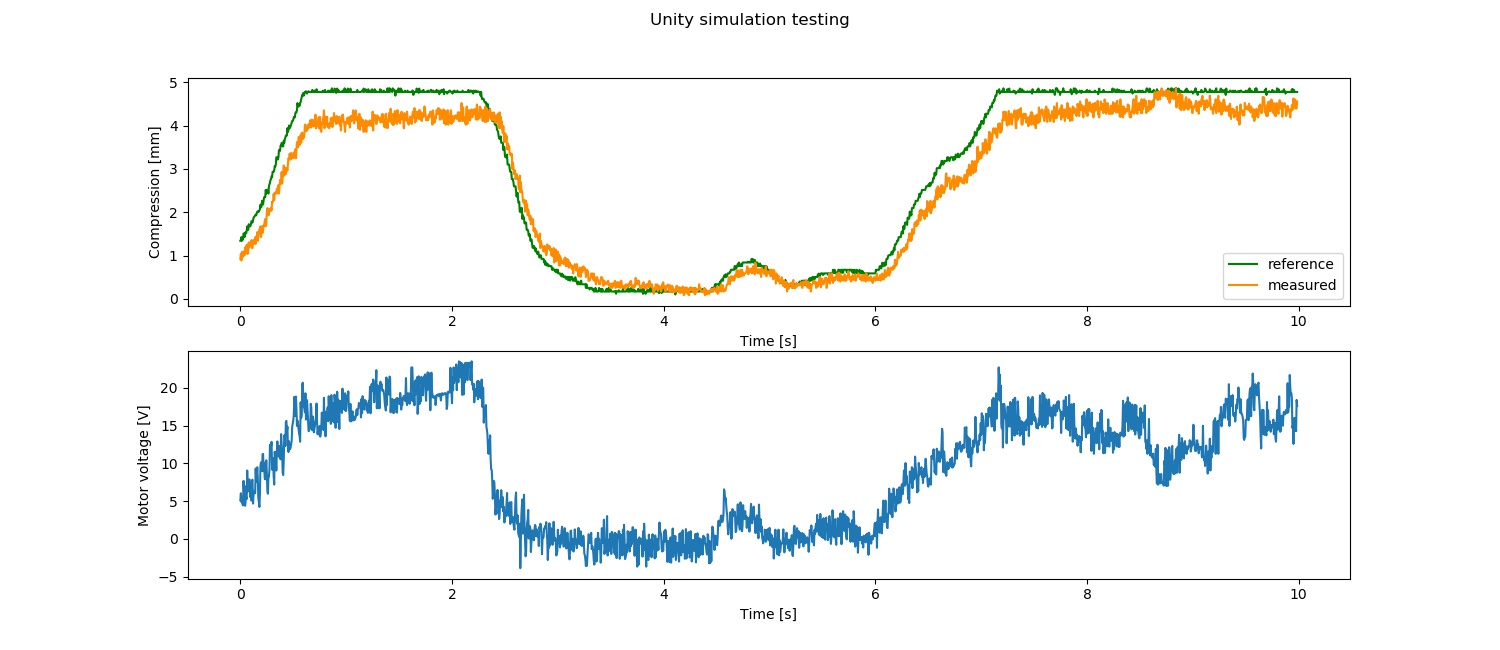 Unity simulation testing
5
4
3
2
1
0
Compression [mm]
reference
measured
0 2 4 6 8 10
Time [s]
20
15
10
5
0
−5
Motor voltage [V]
0 2 4 6 8 10
Time [s]